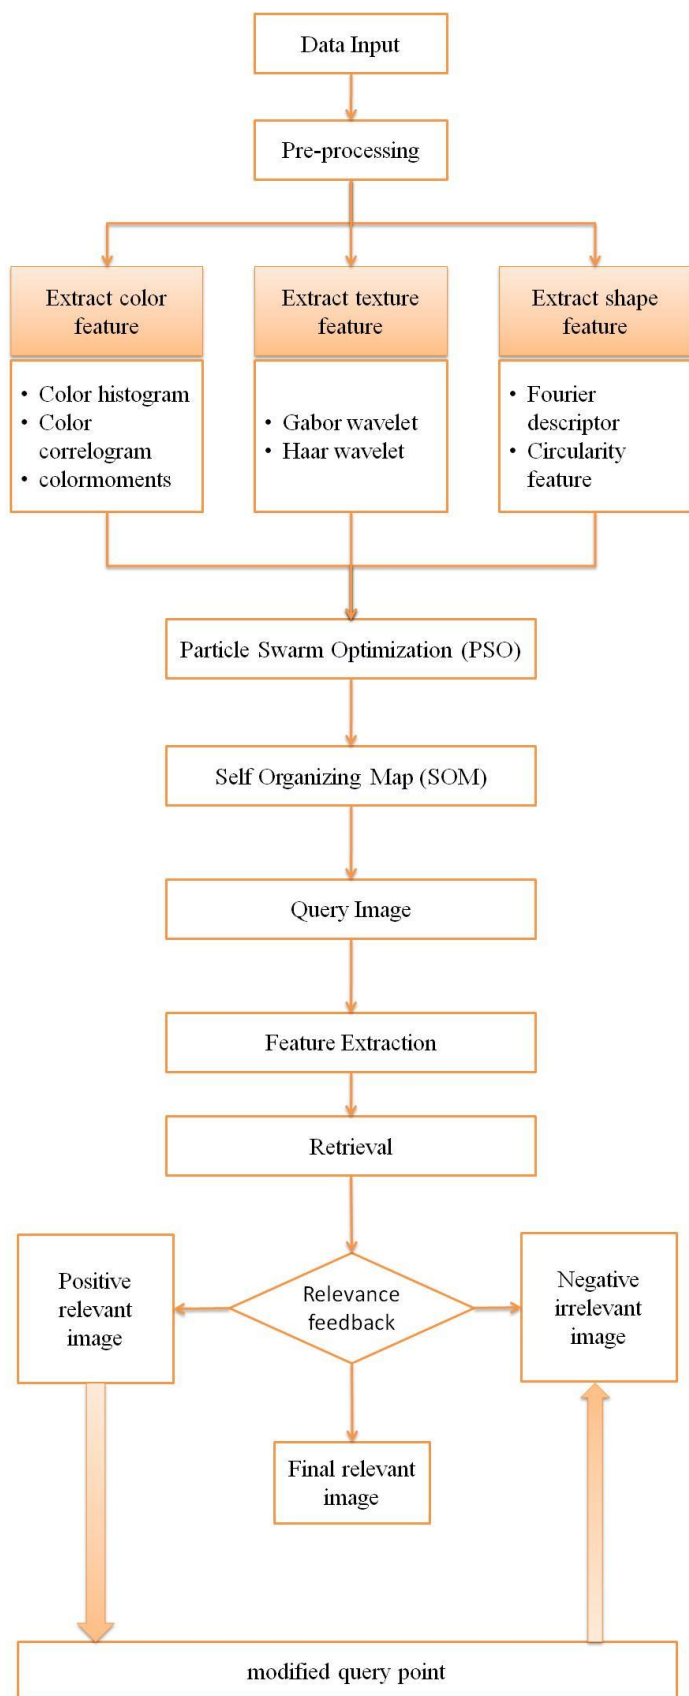 Data Input
Pre-processing
Extract color
feature
Extract texture
feature
Extract shape
feature
• Color histogram
• Color
correlogram
• colormoments
• Gabor wavelet
• Haar wavelet
• Fourier
descriptor
• Circularity
feature
Particle Swarm Optimization (PSO)
Self Organizing Map (SOM)
Query Image
Feature Extraction
Retrieval
Positive
relevant
image
Relevance
feedback
Negative
irrelevant
image
Final relevant
image
modified query point